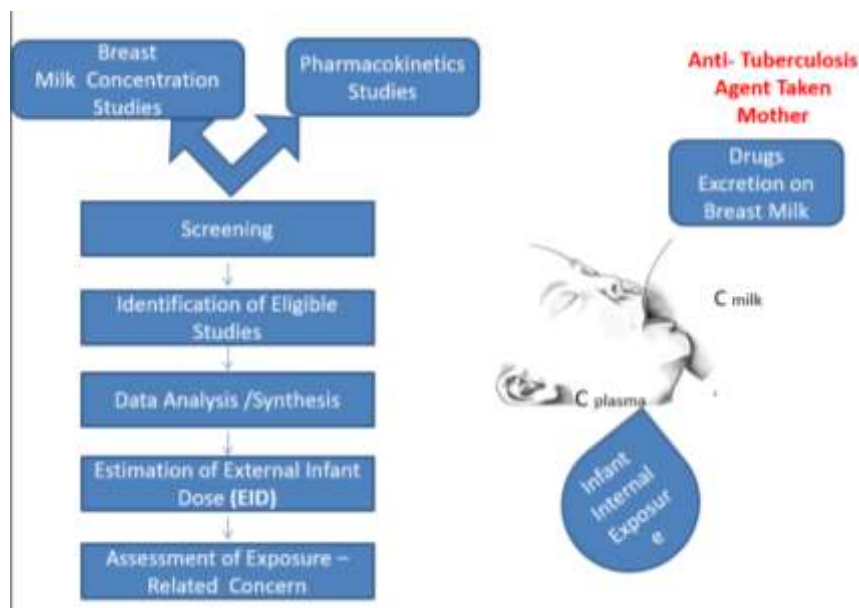 Breast
Milk Concentration
Studies
Pharmacokinetics
Studies
Screening
Identification of Eligible
Studies
Data Analysis /Synthesis
Estimation of External Infant
Dose (EID)
Assessment of Exposure –
Related Concern
Anti- Tuberculosis
Agent Taken
Mother
Drugs
Excretion on
Breast Milk
C milk
C plasma
Infant
Internal
Exposur
e